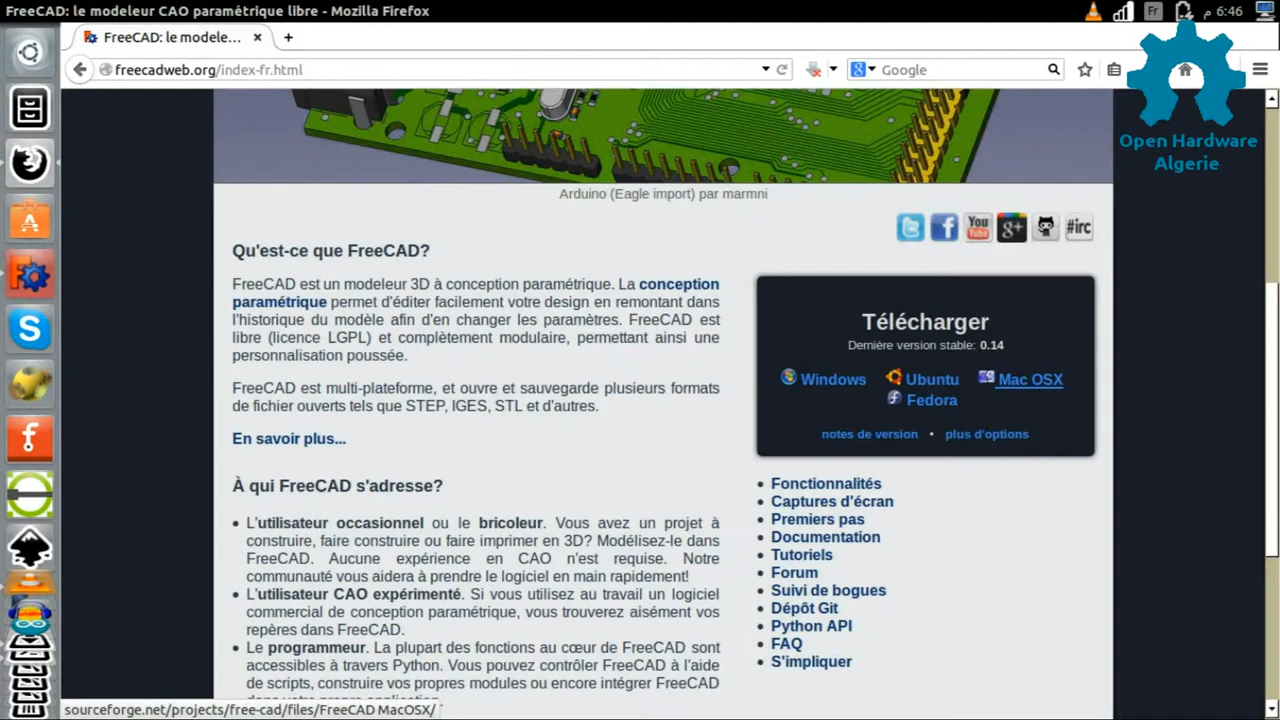 FreeCAD: le modeleur CAO paramétrique libre - Mozilla Firefox
Fr
6:46 م
FreeCAD: le modele...
freecadweb.org/index-fr.html
Google
Open Hardware
Algerie
Arduino (Eagle import) par marmni
You
Tube
g+
#irc
Qu'est-ce que FreeCAD?
FreeCAD est un modeleur 3D à conception paramétrique. La conception
paramétrique permet d'éditer facilement votre design en remontant dans
l'historique du modèle afin d'en changer les paramètres. FreeCAD est
libre (licence LGPL) et complètement modulaire, permettant ainsi une
personnalisation poussée.
FreeCAD est multi-plateforme, et ouvre et sauvegarde plusieurs formats
de fichier ouverts tels que STEP, IGES, STL et d'autres.
En savoir plus...
À qui FreeCAD s'adresse?
L'utilisateur occasionnel ou le bricoleur. Vous avez un projet à
construire, faire construire ou faire imprimer en 3D? Modélisez-le dans
FreeCAD. Aucune expérience en CAO n'est requise. Notre
communauté vous aidera à prendre le logiciel en main rapidement!
L'utilisateur CAO expérimenté. Si vous utilisez au travail un logiciel
commercial de conception paramétrique, vous trouverez aisément vos
repères dans FreeCAD.
Le programmeur. La plupart des fonctions au cœur de FreeCAD sont
accessibles à travers Python. Vous pouvez contrôler FreeCAD à l'aide
de scripts, construire vos propres modules ou encore intégrer FreeCAD
Télécharger
Dernière version stable: 0.14
Windows Ubuntu Mac OSX
Fedora
notes de version • plus d'options
Fonctionnalités
Captures d'écran
Premiers pas
Documentation
Tutoriels
Forum
Suivi de bogues
Dépôt Git
Python API
FAQ
S'impliquer
sourceforge.net/projects/free-cad/files/FreeCAD MacOSX/